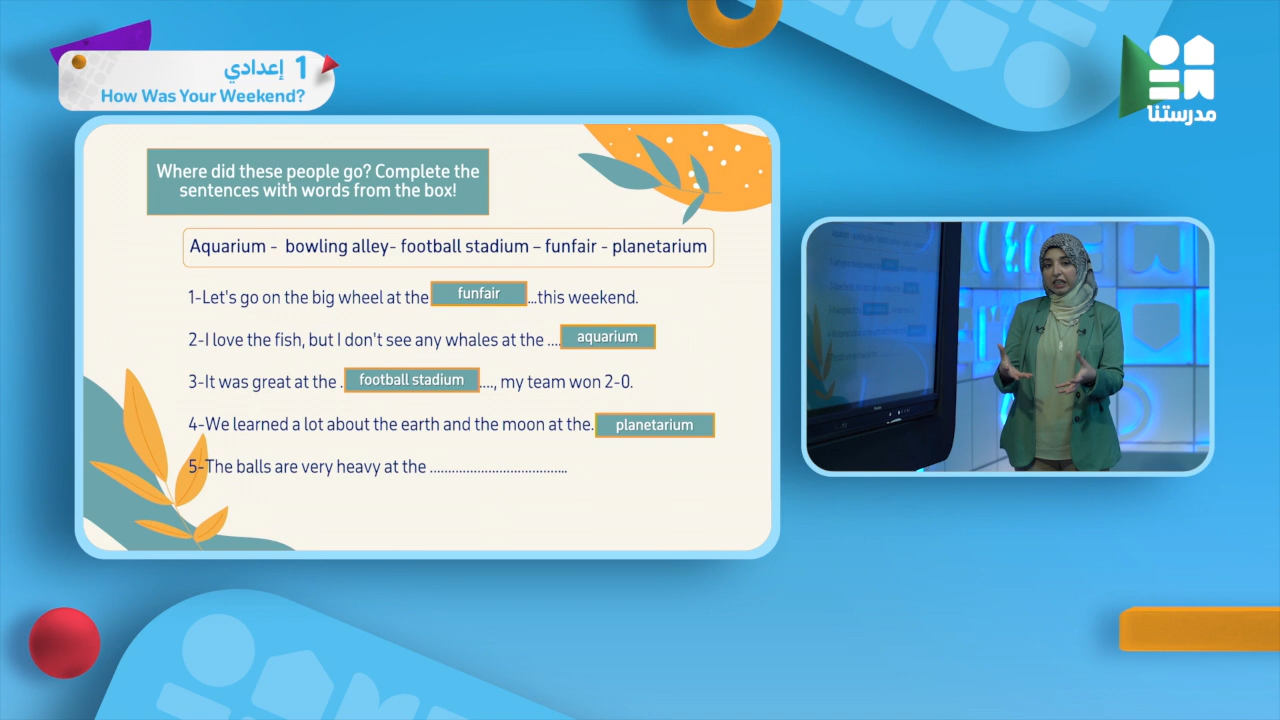 1 إعدادي
How Was Your Weekend?
مدرستنا
Where did these people go? Complete the
sentences with words from the box!
Aquarium - bowling alley- football stadium – funfair - planetarium
1-Let's go on the big wheel at the funfair ...this weekend.
2-I love the fish, but I don't see any whales at the .... aquarium
3-It was great at the . football stadium ...., my team won 2-0.
4-We learned a lot about the earth and the moon at the. planetarium
5-The balls are very heavy at the ......................................